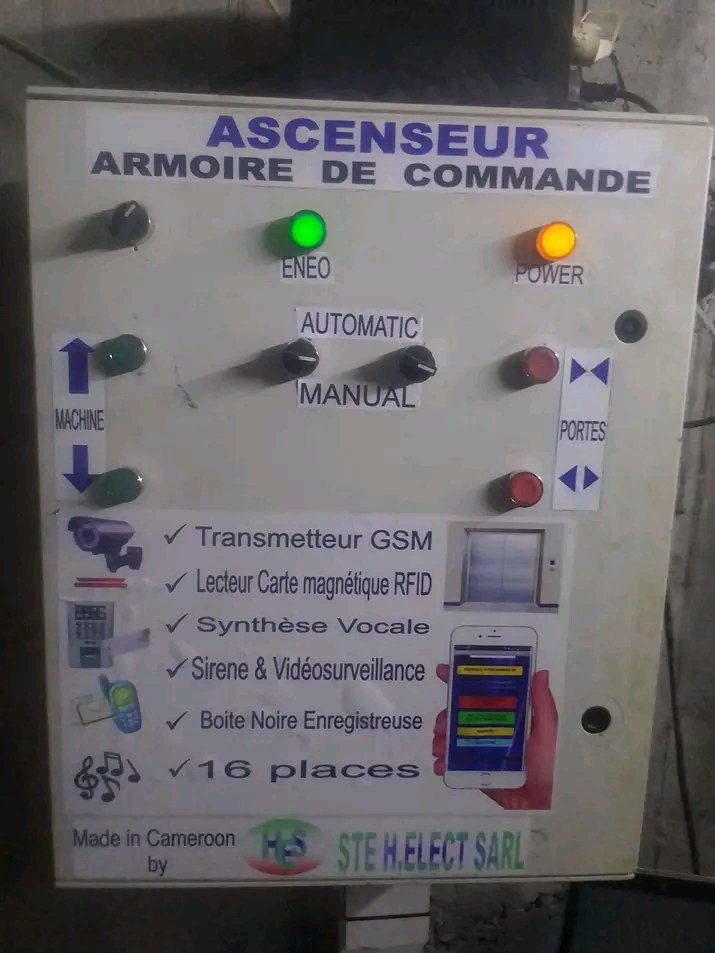 ASCENSEUR
ARMOIRE DE COMMANDE
ENEO
POWER
AUTOMATIC
MANUAL
MACHINE
PORTES
Transmetteur GSM
Lecteur Carte magnétique RFID
Synthèse Vocale
Sirene & Vidéosurveillance
Boite Noire Enregistreuse
16 places
Made in Cameroon
by
HES
STE H.ELECT SARL